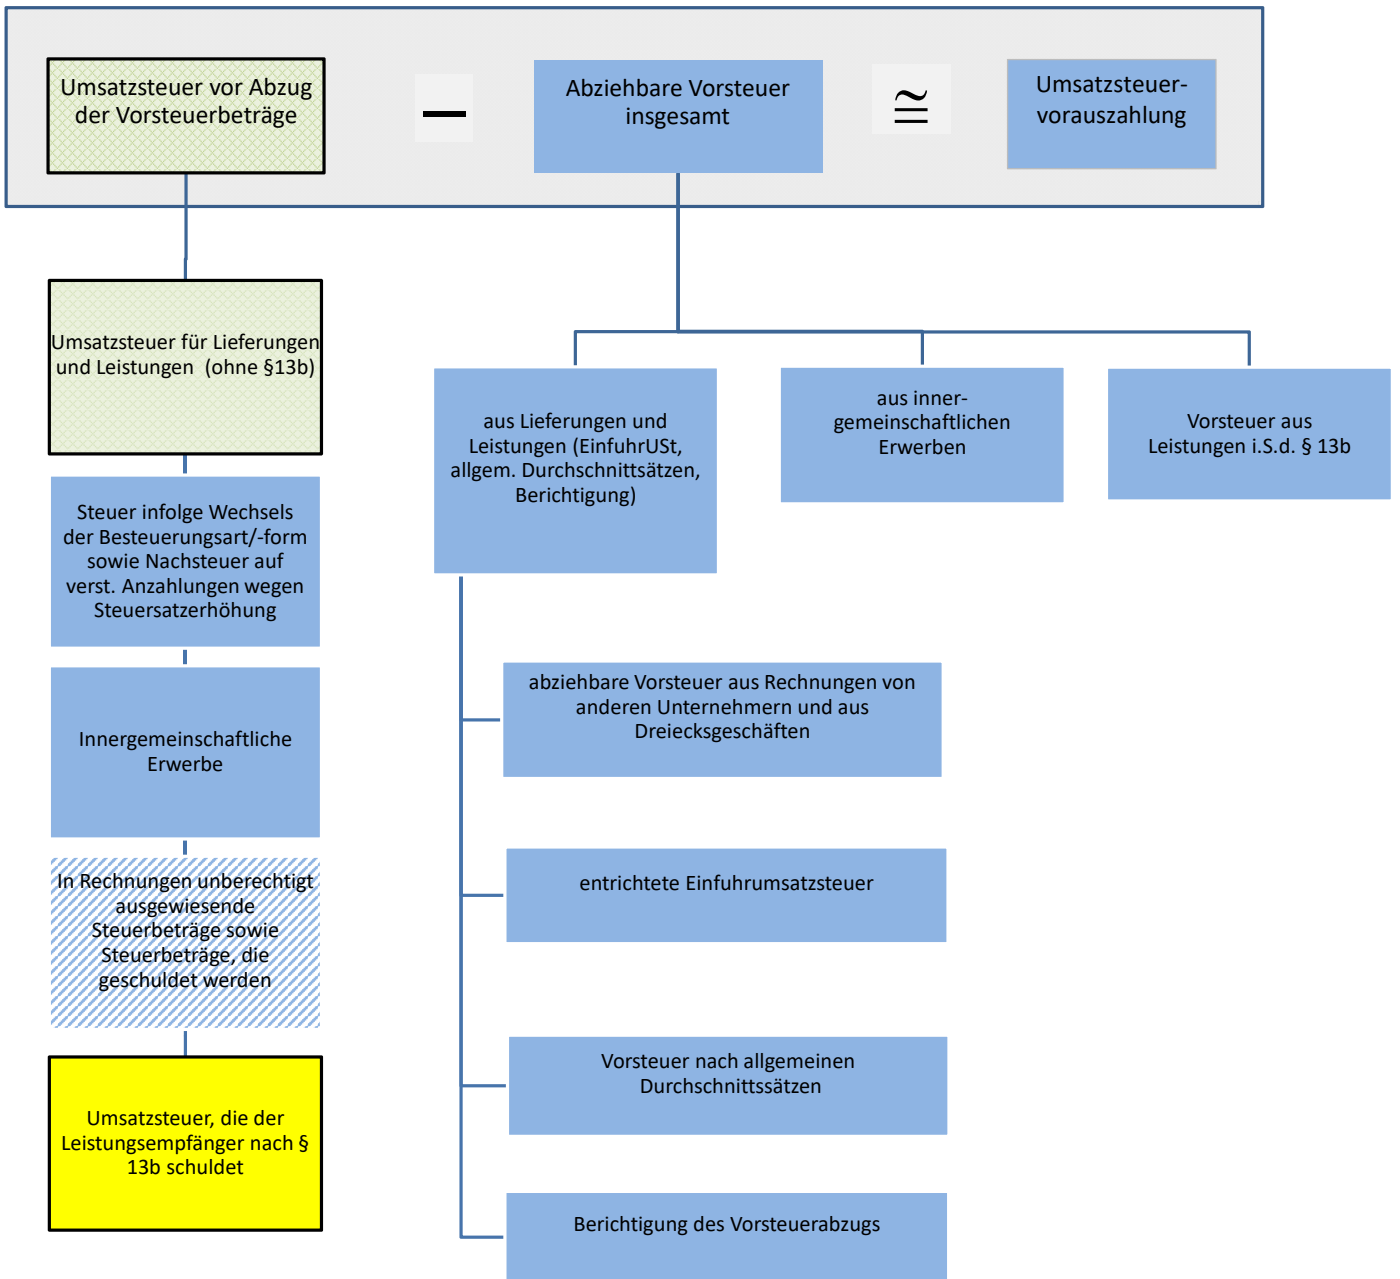 Umsatzsteuer vor Abzug
der Vorsteuerbeträge
—
Abziehbare Vorsteuer
insgesamt
≅
Umsatzsteuer-
vorauszahlung
Umsatzsteuer für Lieferungen
und Leistungen (ohne §13b)
Steuer infolge Wechsels
der Besteuerungsart/-form
sowie Nachsteuer auf
verst. Anzahlungen wegen
Steuersatzerhöhung
Innergemeinschaftliche
Erwerbe
In Rechnungen unberechtigt
ausgewiesende
Steuerbeträge sowie
Steuerbeträge, die
geschuldet werden
Umsatzsteuer, die der
Leistungsempfänger nach §
13b schuldet
aus Lieferungen und
Leistungen (EinfuhrUSt,
allgem. Durchschnittsätzen,
Berichtigung)
aus inner-
gemeinschaftlichen
Erwerben
Vorsteuer aus
Leistungen i.S.d. § 13b
abziehbare Vorsteuer aus Rechnungen von
anderen Unternehmern und aus
Dreiecksgeschäften
entrichtete Einfuhrumsatzsteuer
Vorsteuer nach allgemeinen
Durchschnittssätzen
Berichtigung des Vorsteuerabzugs